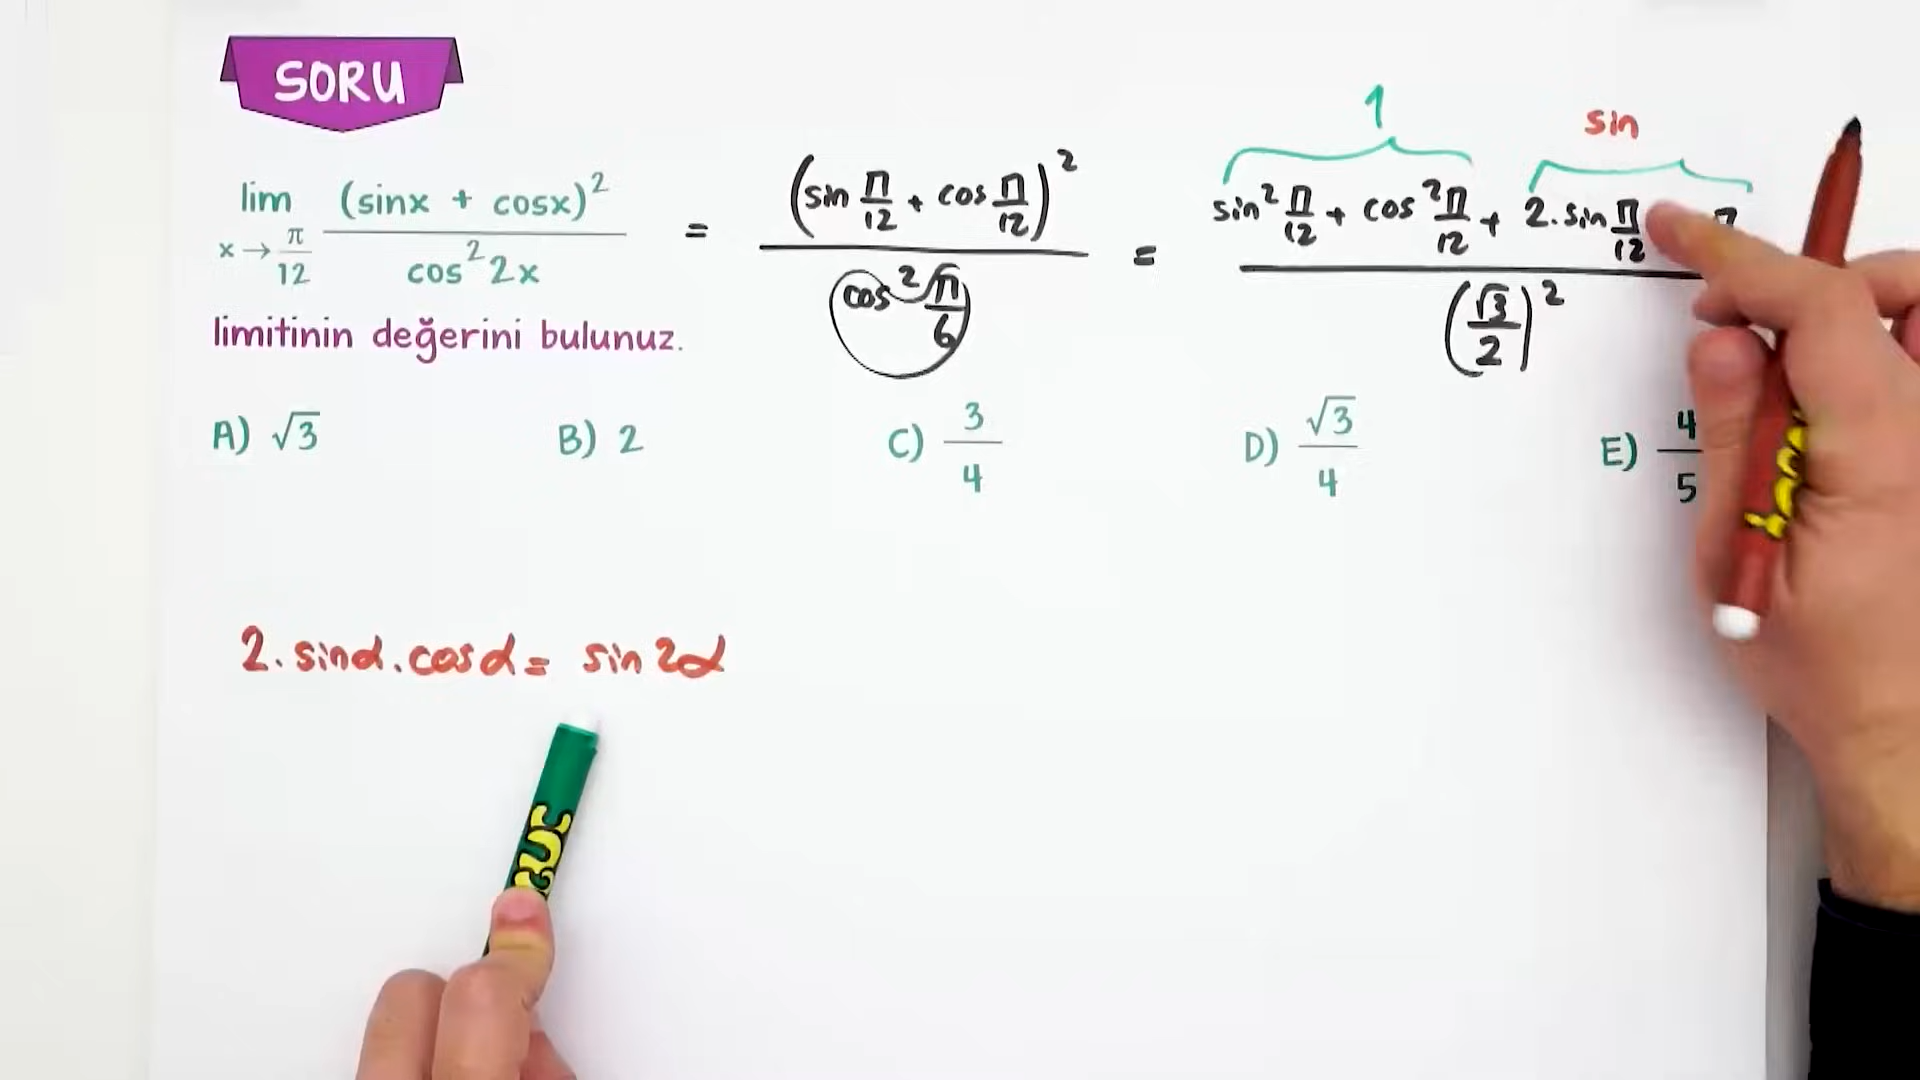 SORU
lim x→π/12 (sinx + cosx)² / cos²2x = (sin π/12 + cos π/12)² / cos² π/6 = sin² π/12 + cos² π/12 + 2.sin π/12 / (√3/2)²
1
sin
limitinin değerini bulunuz.
A) √3 B) 2 C) 3/4 D) √3/4 E) 4/5
2.sinα.cosα = sin2α